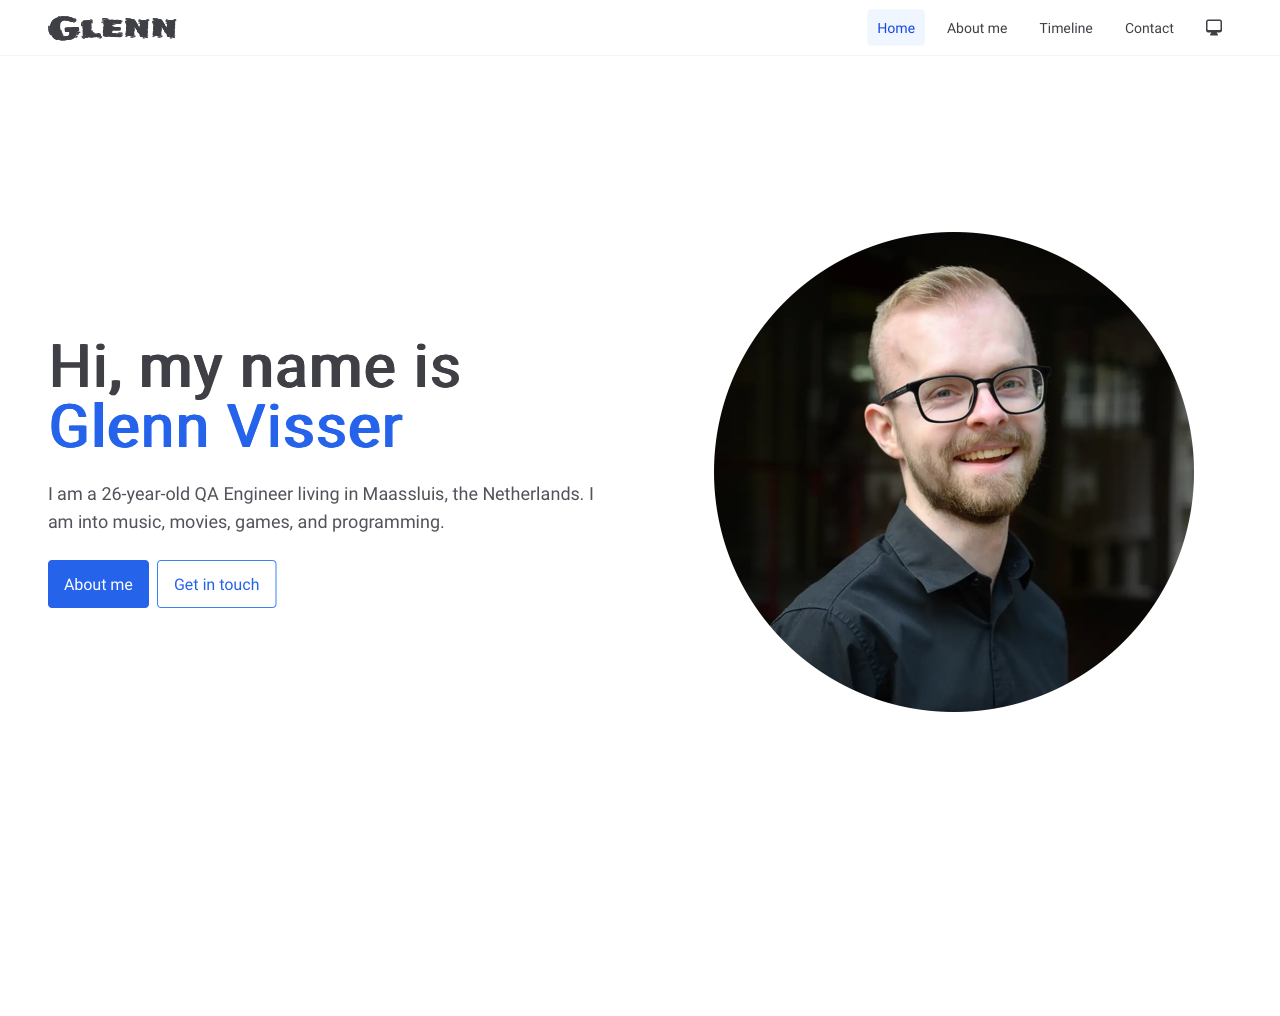 GLENN
Home
About me
Timeline
Contact
Hi, my name is
Glenn Visser
I am a 26-year-old QA Engineer living in Maassluis, the Netherlands. I
am into music, movies, games, and programming.
About me
Get in touch